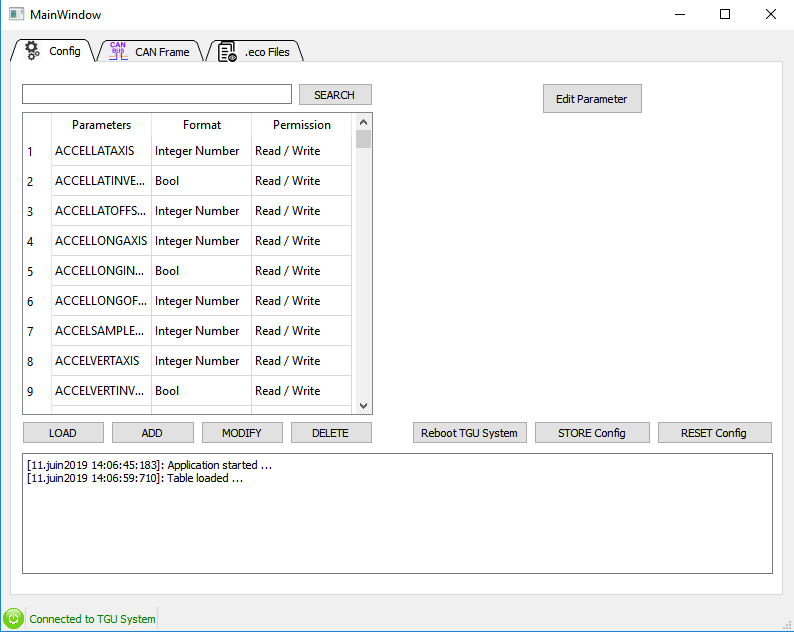 MainWindow
Config
CAN BUS
CAN Frame
.eco Files
SEARCH
Edit Parameter
Parameters Format Permission
1 ACCELLATAXIS Integer Number Read / Write
2 ACCELLATINVE... Bool Read / Write
3 ACCELLATOFFS... Integer Number Read / Write
4 ACCELLONGAXIS Integer Number Read / Write
5 ACCELLONGIN... Bool Read / Write
6 ACCELLONGOF... Integer Number Read / Write
7 ACCELSAMPLE... Integer Number Read / Write
8 ACCELVERTAXIS Integer Number Read / Write
9 ACCELVERTINV... Bool Read / Write
LOAD ADD MODIFY DELETE Reboot TGU System STORE Config RESET Config
[11.juin2019 14:06:45:183]: Application started ...
[11.juin2019 14:06:59:710]: Table loaded ...
Connected to TGU System